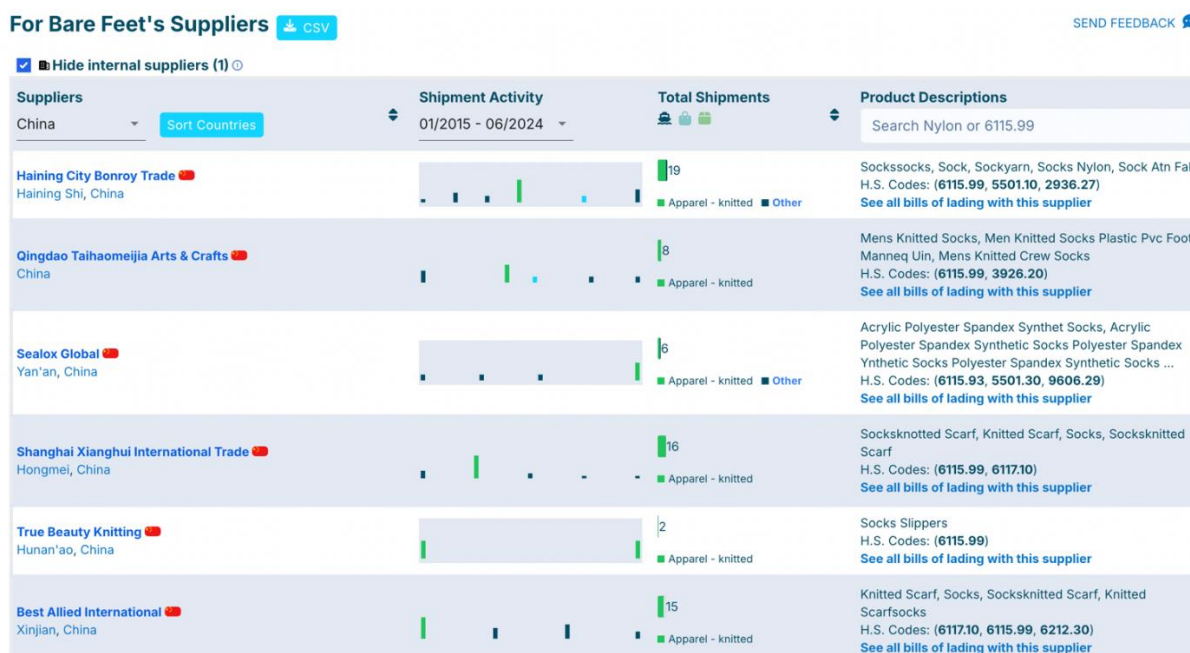 For Bare Feet's Suppliers CSV
SEND FEEDBACK
Hide internal suppliers (1)
Suppliers
China
Sort Countries
Shipment Activity
01/2015 - 06/2024
Total Shipments
Product Descriptions
Search Nylon or 6115.99
Haining City Bonroy Trade
Haining Shi, China
19
Apparel - knitted Other
Sockssocks, Sock, Sockyarn, Socks Nylon, Sock Atn Fal
H.S. Codes: (6115.99, 5501.10, 2936.27)
See all bills of lading with this supplier
Qingdao Taihaomeijia Arts & Crafts
China
8
Apparel - knitted
Mens Knitted Socks, Men Knitted Socks Plastic Pvc Foot
Manneq Uin, Mens Knitted Crew Socks
H.S. Codes: (6115.99, 3926.20)
See all bills of lading with this supplier
Sealox Global
Yan'an, China
6
Apparel - knitted Other
Acrylic Polyester Spandex Synthet Socks, Acrylic
Polyester Spandex Synthetic Socks Polyester Spandex
Ynthetic Socks Polyester Spandex Synthetic Socks ...
H.S. Codes: (6115.93, 5501.30, 9606.29)
See all bills of lading with this supplier
Shanghai Xianghui International Trade
Hongmei, China
16
Apparel - knitted
Socksknotted Scarf, Knitted Scarf, Socks, Socksknitted
Scarf
H.S. Codes: (6115.99, 6117.10)
See all bills of lading with this supplier
True Beauty Knitting
Hunan'ao, China
2
Apparel - knitted
Socks Slippers
H.S. Codes: (6115.99)
See all bills of lading with this supplier
Best Allied International
Xinjian, China
15
Apparel - knitted
Knitted Scarf, Socks, Socksknitted Scarf, Knitted
Scarfsocks
H.S. Codes: (6117.10, 6115.99, 6212.30)
See all bills of lading with this supplier